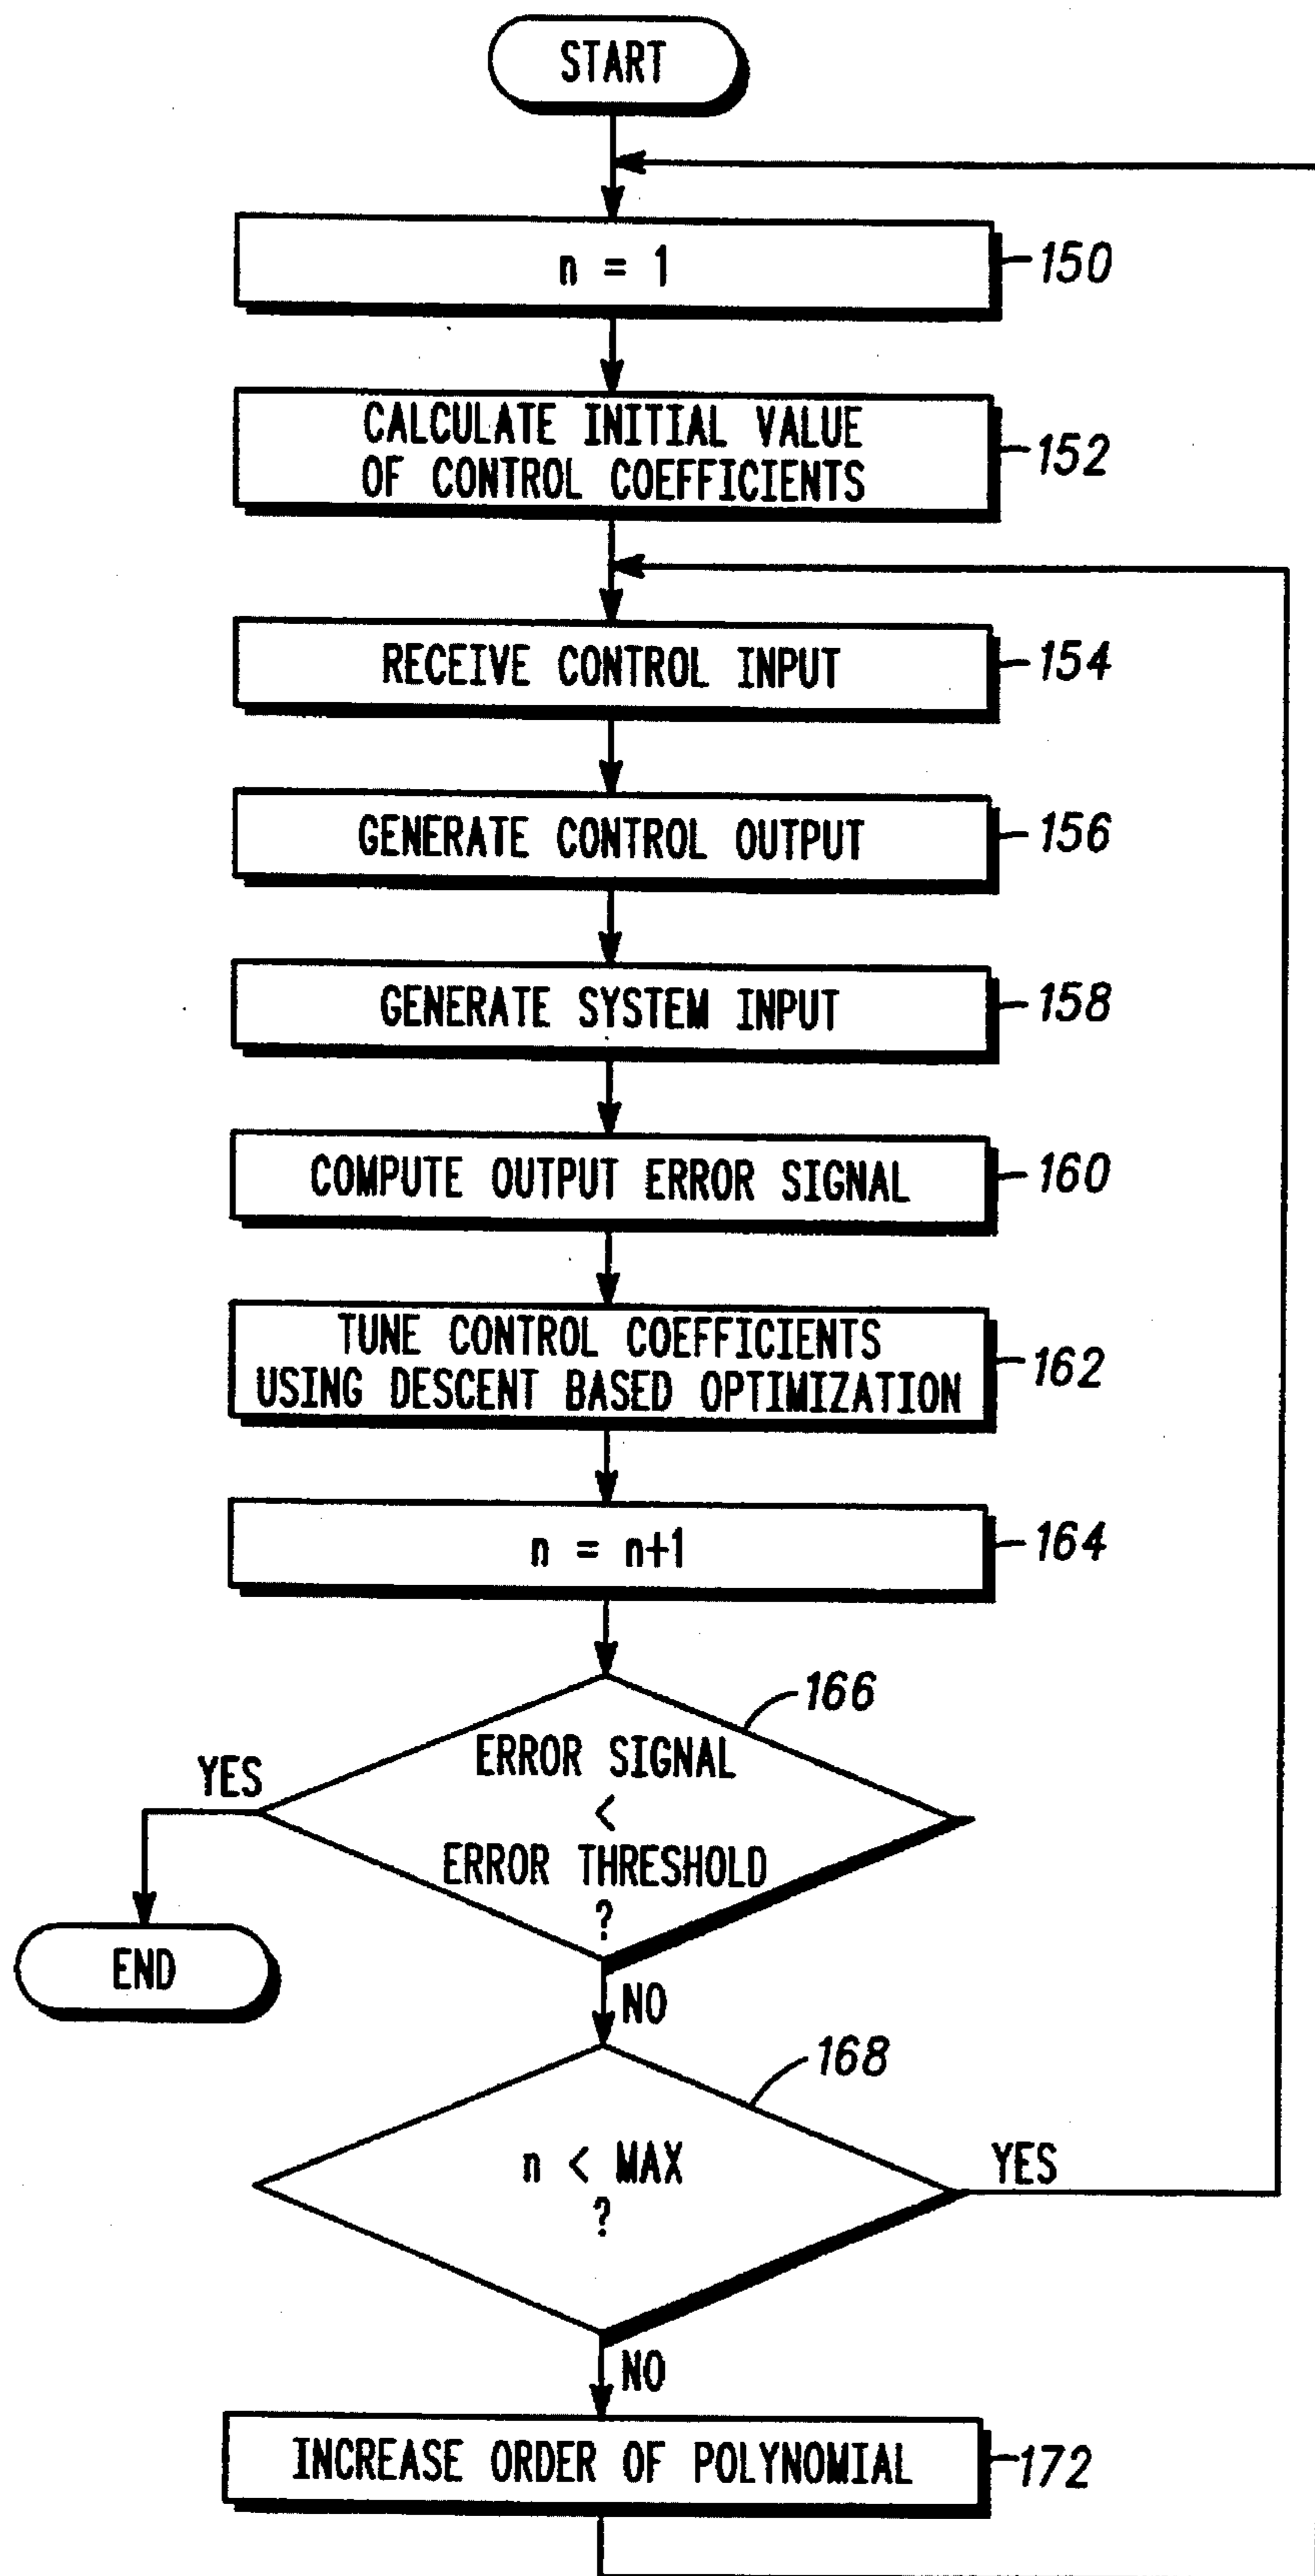 START
n = 1
150
CALCULATE INITIAL VALUE
OF CONTROL COEFFICIENTS
152
RECEIVE CONTROL INPUT
154
GENERATE CONTROL OUTPUT
156
GENERATE SYSTEM INPUT
158
COMPUTE OUTPUT ERROR SIGNAL
160
TUNE CONTROL COEFFICIENTS
USING DESCENT BASED OPTIMIZATION
162
n = n+1
164
166
ERROR SIGNAL
<
ERROR THRESHOLD
?
YES
END
NO
168
n < MAX
?
YES
NO
INCREASE ORDER OF POLYNOMIAL
172